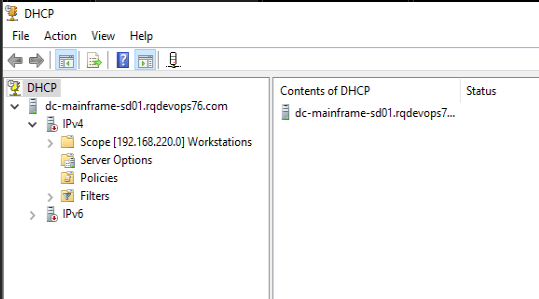 DHCP
File Action View Help
DHCP
dc-mainframe-sd01.rqdevops76.com
IPv4
Scope [192.168.220.0] Workstations
Server Options
Policies
Filters
IPv6
Contents of DHCP Status
dc-mainframe-sd01.rqdevops7...